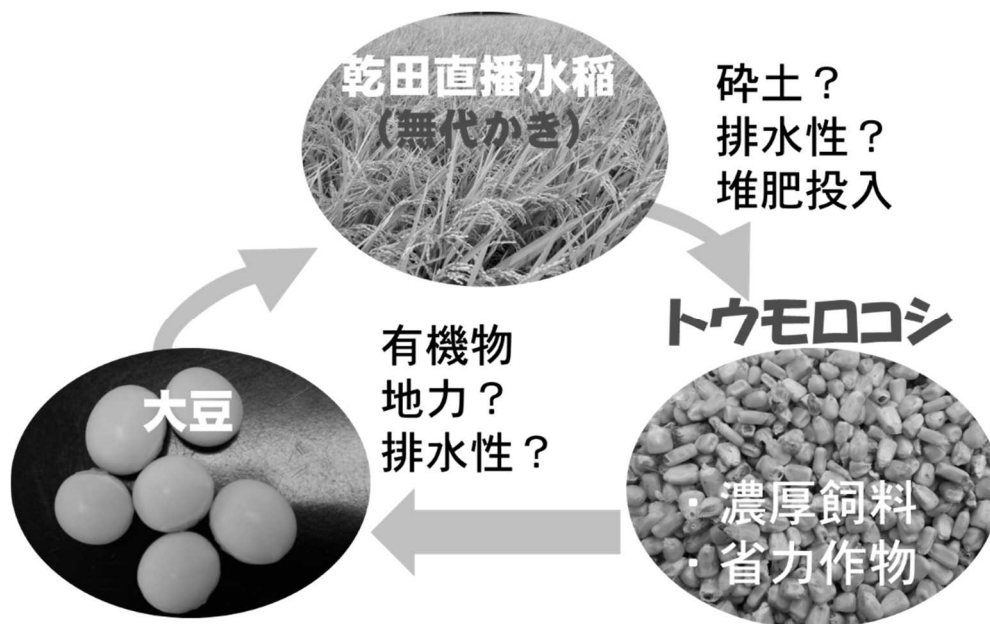 乾田直播水稲
(無代かき)
砕土？
排水性？
堆肥投入
トウモロコシ
・濃厚飼料
・省力作物
有機物
地力？
排水性？
大豆